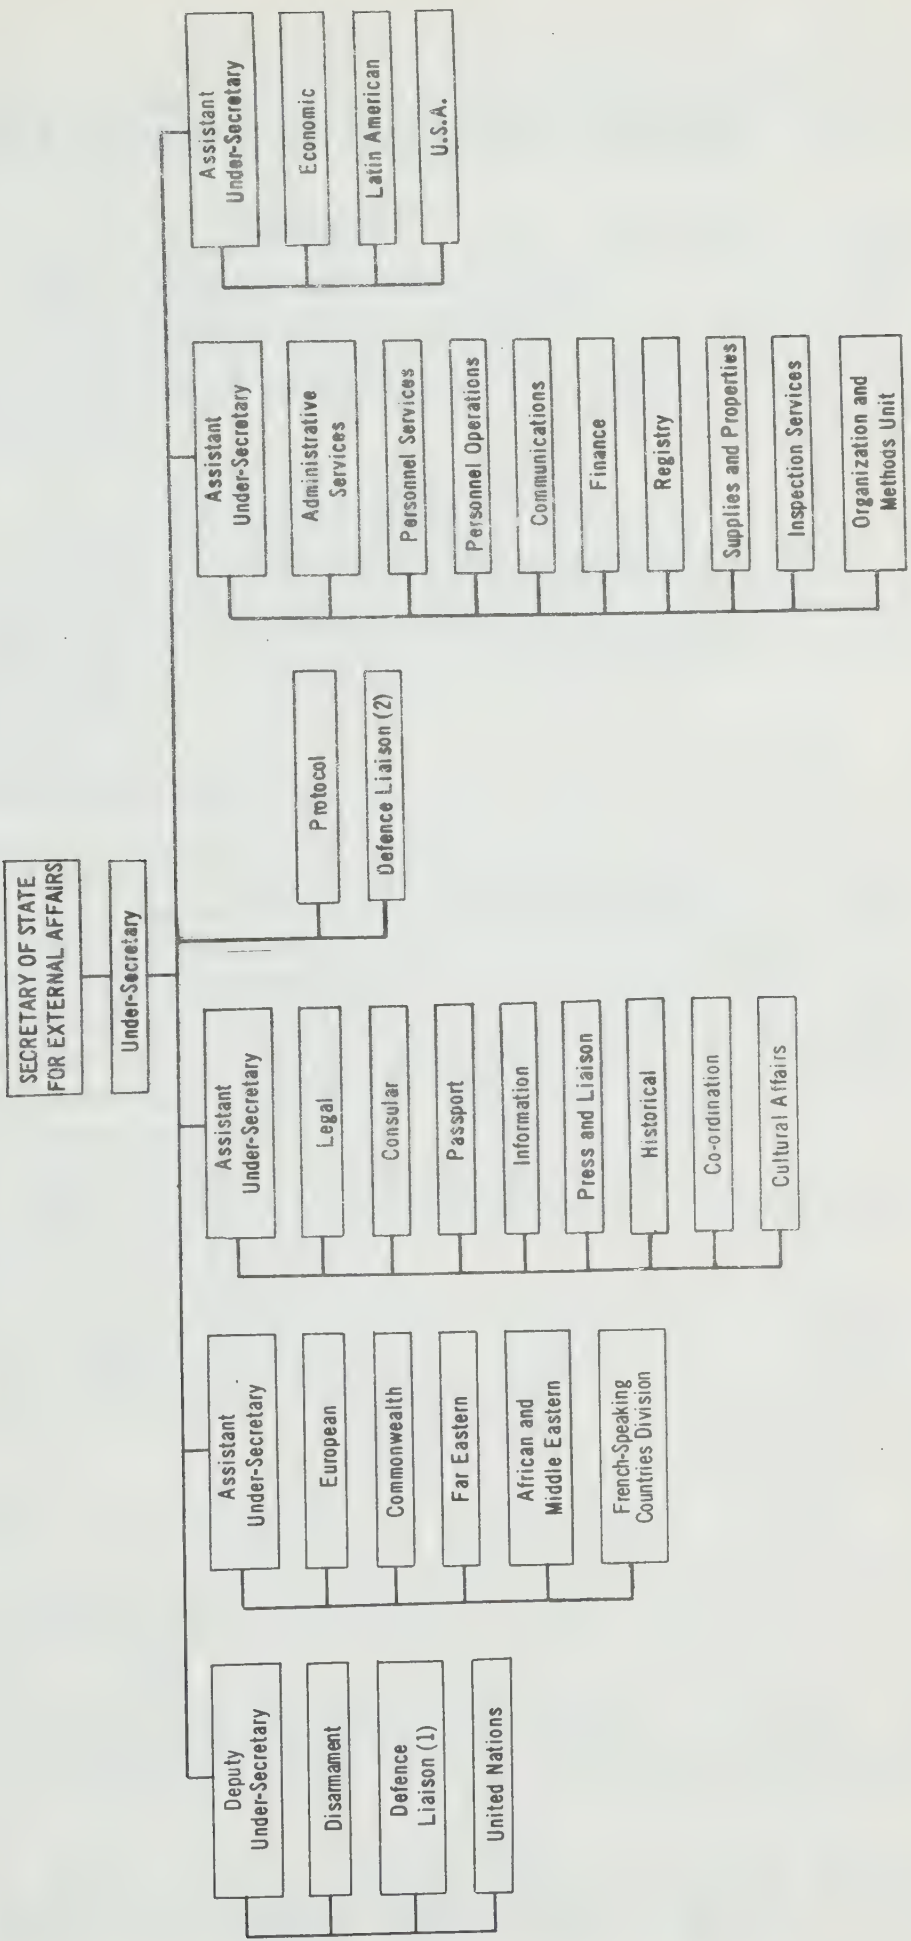 SECRETARY OF STATE
FOR EXTERNAL AFFAIRS
Under-Secretary
Deputy
Under-Secretary
Disarmament
Defence
Liaison (1)
United Nations
Assistant
Under-Secretary
European
Commonwealth
Far Eastern
African and
Middle Eastern
French-Speaking
Countries Division
Assistant
Under-Secretary
Legal
Consular
Passport
Information
Press and Liaison
Historical
Co-ordination
Cultural Affairs
Protocol
Defence Liaison (2)
Assistant
Under-Secretary
Administrative
Services
Personnel Services
Personnel Operations
Communications
Finance
Registry
Supplies and Properties
Inspection Services
Organization and
Methods Unit
Assistant
Under-Secretary
Economic
Latin American
U.S.A.